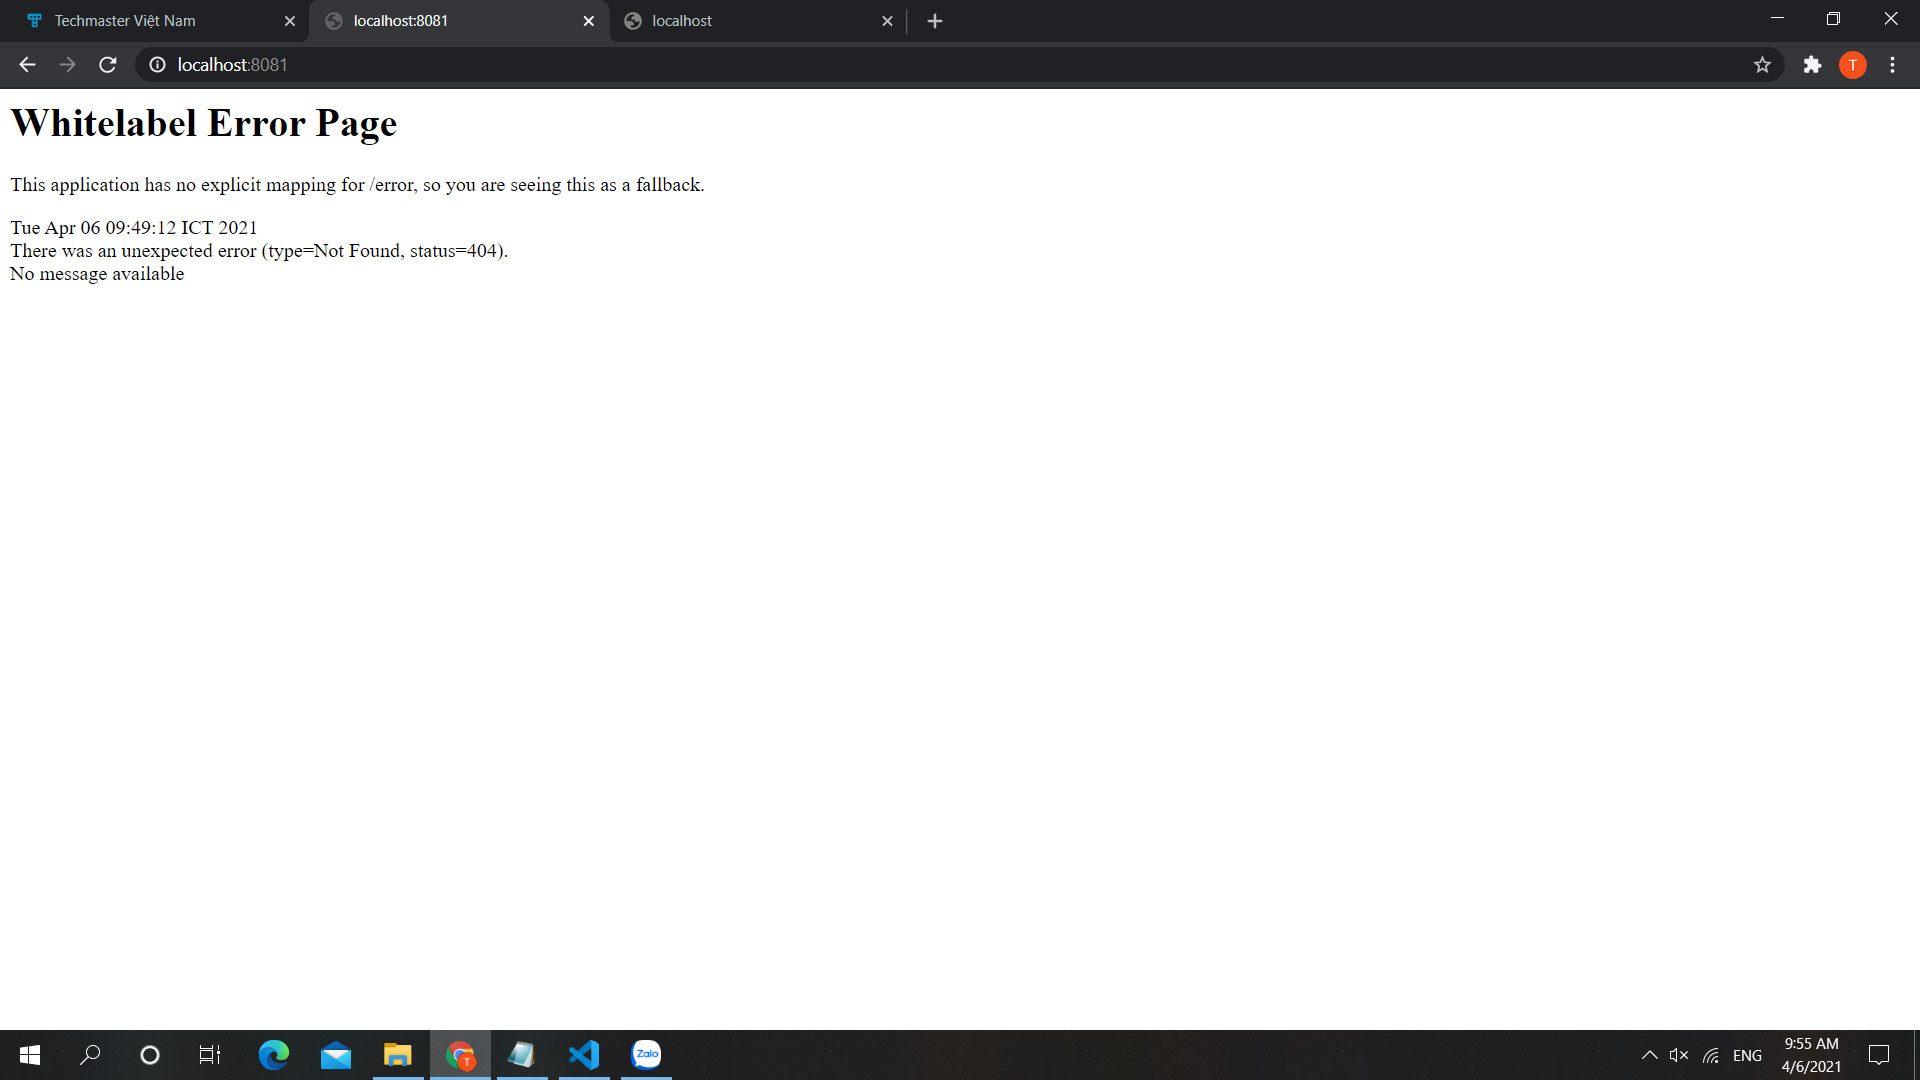 Techmaster Việt Nam
localhost:8081
localhost
localhost:8081
T
Whitelabel Error Page
This application has no explicit mapping for /error, so you are seeing this as a fallback.
Tue Apr 06 09:49:12 ICT 2021
There was an unexpected error (type=Not Found, status=404).
No message available
T
Zalo
ENG
9:55 AM
4/6/2021